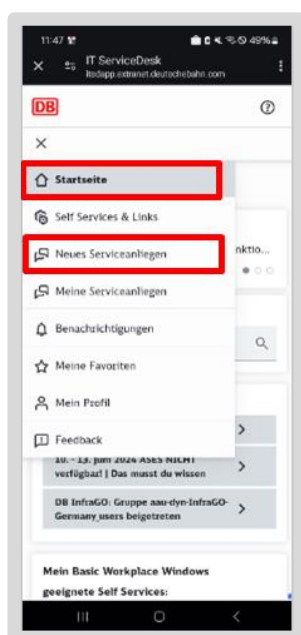 11:47
49%
IT ServiceDesk
itsdapp.extranet.deutschebahn.com
DB
Startseite
Self Services & Links
Neues Serviceanliegen
nktio...
Meine Serviceanliegen
Benachrichtigungen
Meine Favoriten
Mein Profil
Feedback
10. - 13. Juni 2024 ASES NICHT
verfügbar! | Das musst du wissen
DB InfraGO: Gruppe aau-dyn-InfraGO-
Germany_users beigetreten
Mein Basic Workplace Windows
geeignete Self Services: